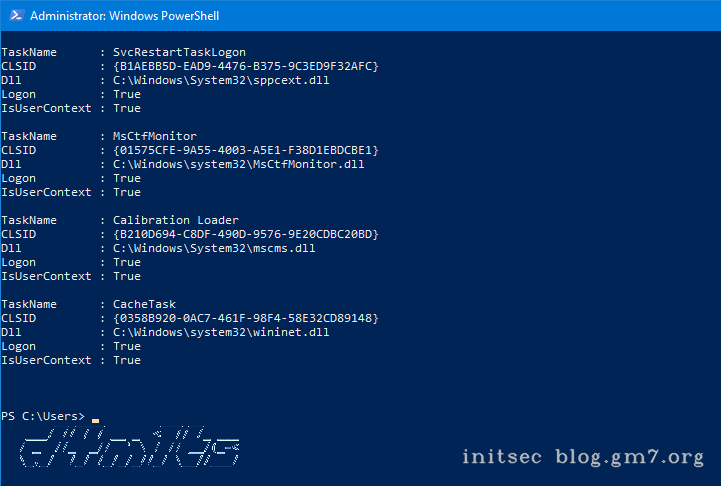 Administrator: Windows PowerShell
TaskName      : SvcRestartTaskLogon
CLSID         : {B1AEBB5D-EAD9-4476-B375-9C3ED9F32AFC}
Dll           : C:\Windows\System32\sppcext.dll
Logon         : True
IsUserContext : True
TaskName      : MsCtfMonitor
CLSID         : {01575CFE-9A55-4003-A5E1-F38D1EBDCBE1}
Dll           : C:\Windows\system32\MsCtfMonitor.dll
Logon         : True
IsUserContext : True
TaskName      : Calibration Loader
CLSID         : {B210D694-C8DF-490D-9576-9E20CDBC20BD}
Dll           : C:\Windows\System32\mscms.dll
Logon         : True
IsUserContext : True
TaskName      : CacheTask
CLSID         : {0358B920-0AC7-461F-98F4-58E32CD89148}
Dll           : C:\Windows\system32\wininet.dll
Logon         : True
IsUserContext : True
PS C:\Users>
d4m1ts
initsec blog.gm7.org